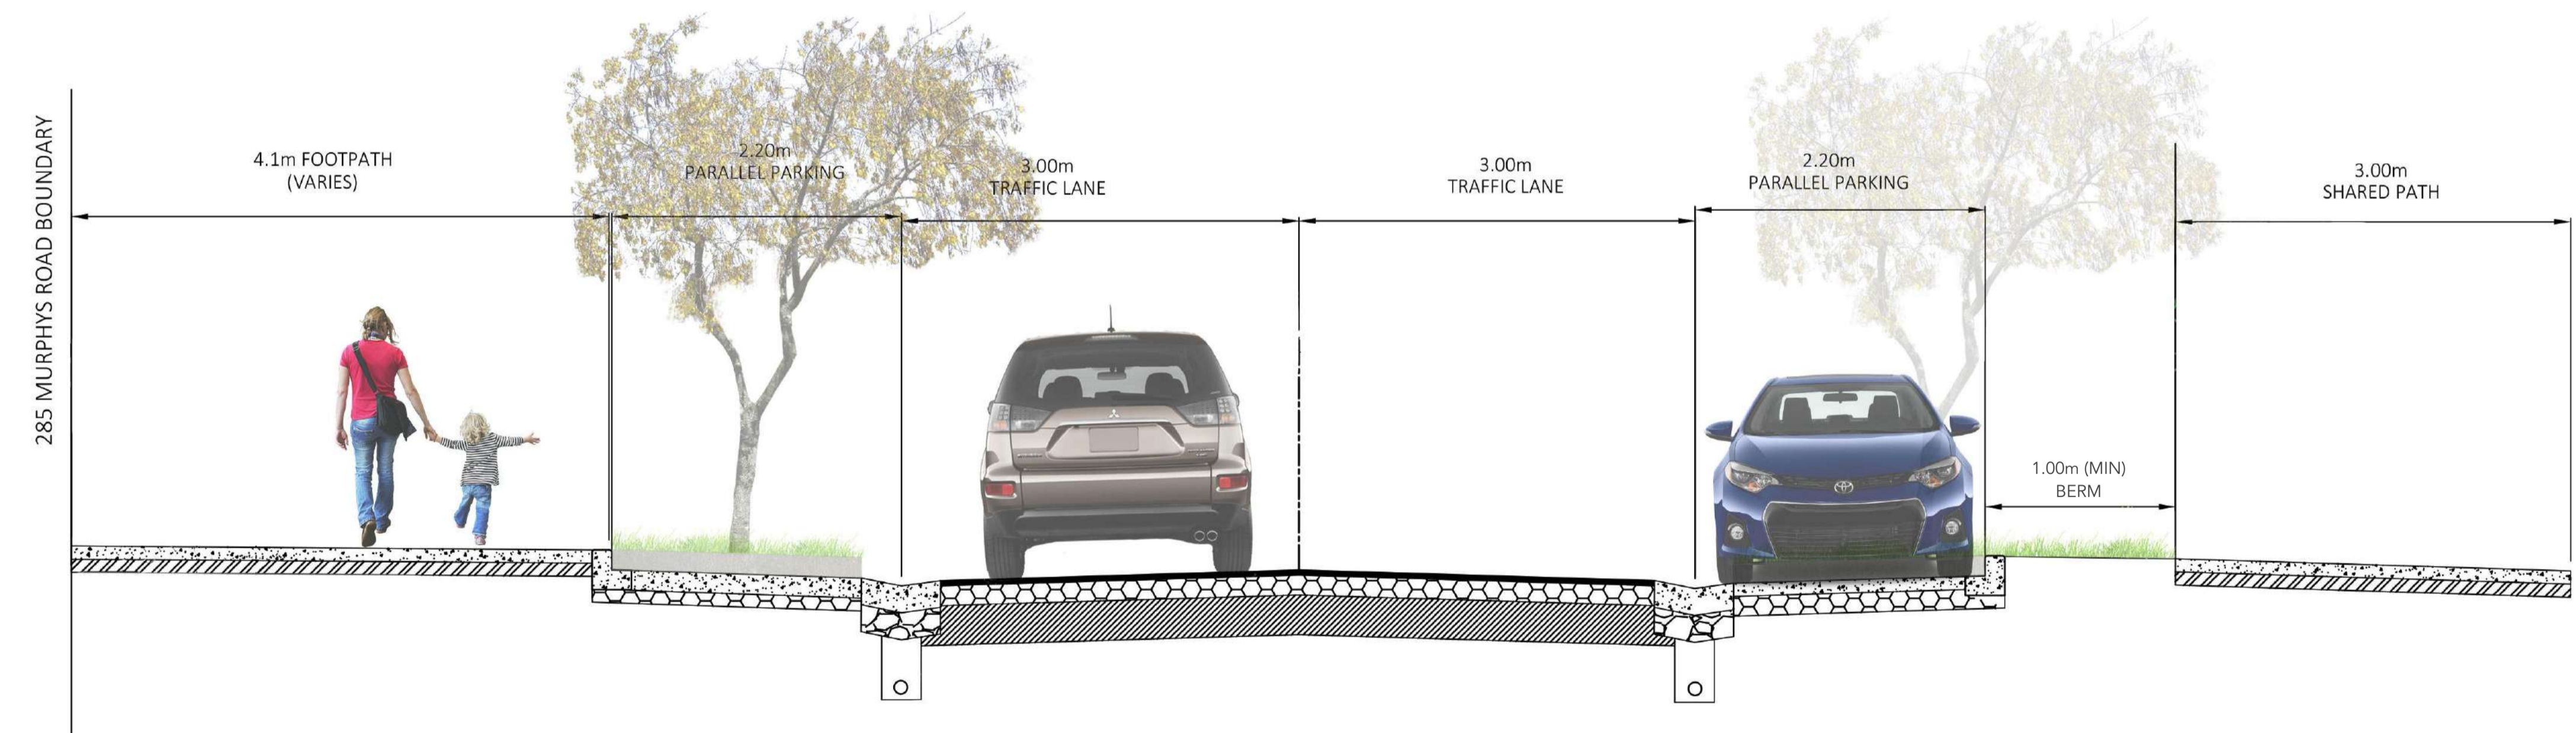 285 MURPHYS ROAD BOUNDARY
4.1m FOOTPATH
(VARIES)
2.20m
PARALLEL PARKING
3.00m
TRAFFIC LANE
3.00m
TRAFFIC LANE
2.20m
PARALLEL PARKING
1.00m (MIN)
BERM
3.00m
SHARED PATH